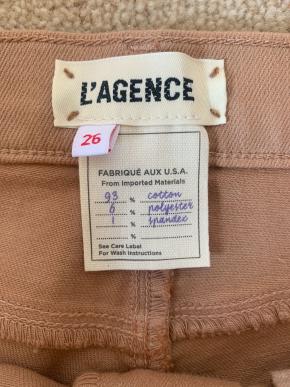 L'AGENCE
26
FABRIQUÉ AUX U.S.A.
From Imported Materials
93 % cotton
6 % polyester
1 % spandex
%
%
See Care Label
For Wash Instructions